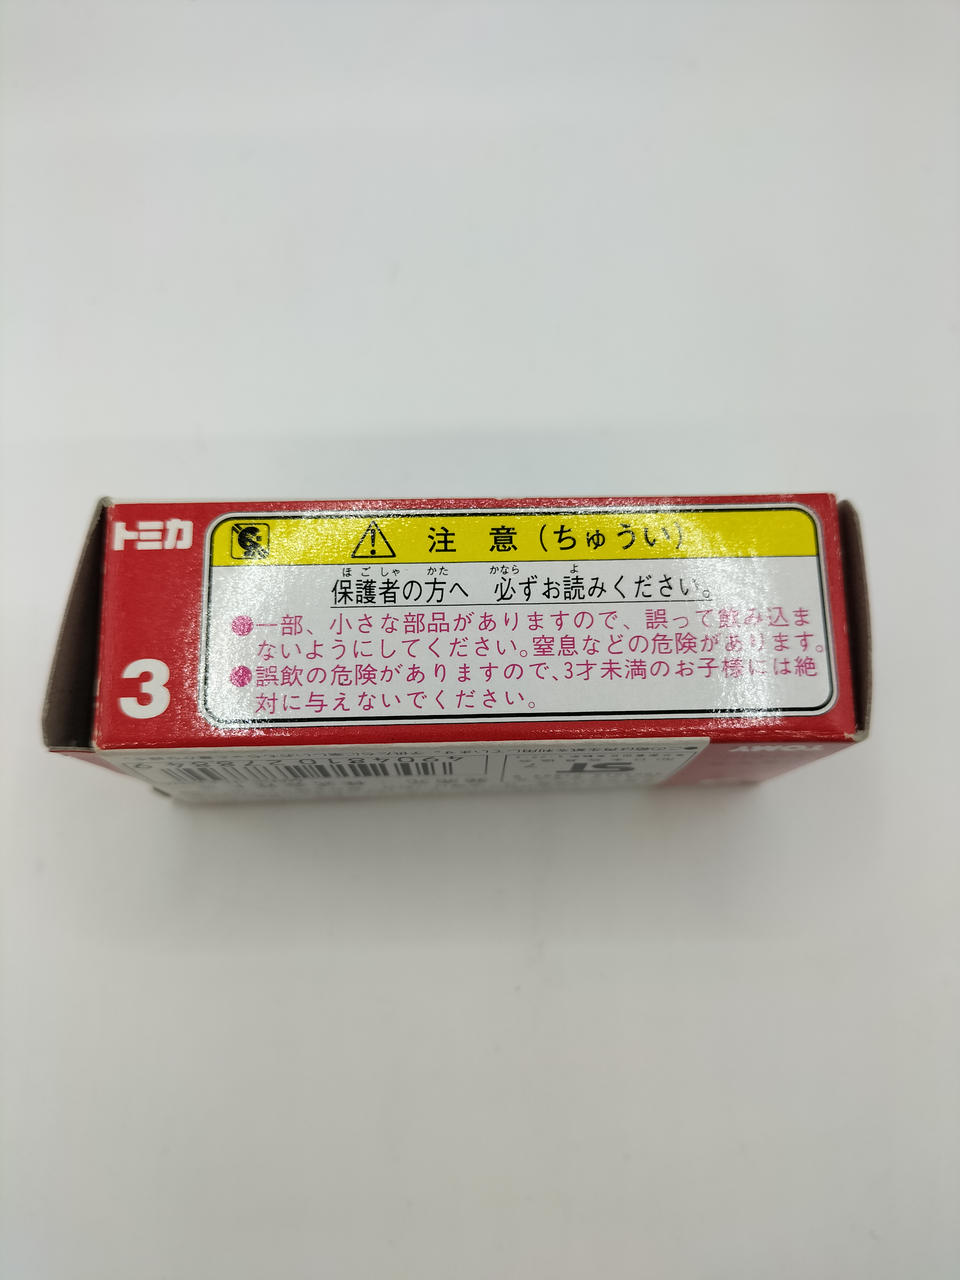 トミカ
3
注 意(ちゅうい)
ほごしゃ かた かなら よ
保護者の方へ 必ずお読みください。
●一部、小さな部品がありますので、誤って飲み込ま
ないようにしてください。窒息などの危険があります。
●誤飲の危険がありますので、3才未満のお子様には絶
対に与えないでください。
TOMY
ST